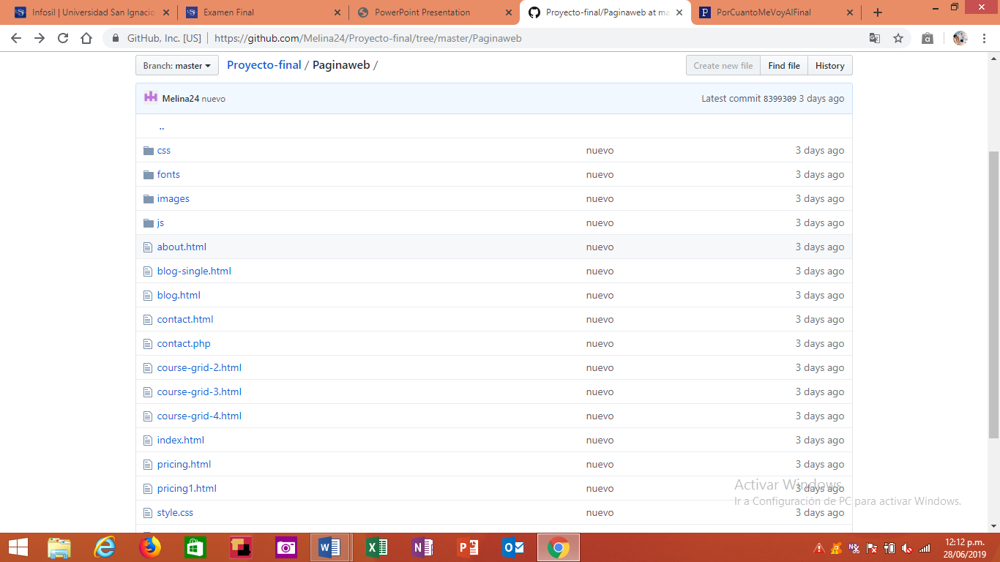 Infosil | Universidad San Ignacio
Examen Final
PowerPoint Presentation
Proyecto-final/Paginaweb at ma
PorCuantoMeVoyAlFinal
GitHub, Inc. [US] | https://github.com/Melina24/Proyecto-final/tree/master/Paginaweb
Branch: master Proyecto-final / Paginaweb / Create new file Find file History
Melina24 nuevo Latest commit 8399309 3 days ago
..
css nuevo 3 days ago
fonts nuevo 3 days ago
images nuevo 3 days ago
js nuevo 3 days ago
about.html nuevo 3 days ago
blog-single.html nuevo 3 days ago
blog.html nuevo 3 days ago
contact.html nuevo 3 days ago
contact.php nuevo 3 days ago
course-grid-2.html nuevo 3 days ago
course-grid-3.html nuevo 3 days ago
course-grid-4.html nuevo 3 days ago
index.html nuevo 3 days ago
pricing.html nuevo 3 days ago
pricing1.html nuevo 3 days ago
style.css nuevo 3 days ago
Activar Windows
Ir a Configuración de PC para activar Windows.
12:12 p.m.
28/06/2019